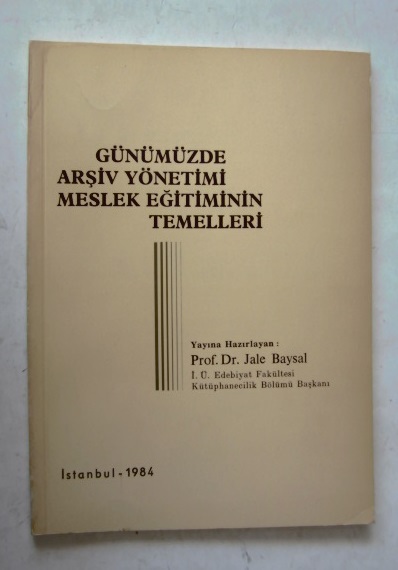 GÜNÜMÜZDE
ARŞİV YÖNETİMİ
MESLEK EĞİTİMİNİN
TEMELLERİ
Yayına Hazırlayan :
Prof. Dr. Jale Baysal
İ. Ü. Edebiyat Fakültesi
Kütüphanecilik Bölümü Başkanı
İstanbul - 1984